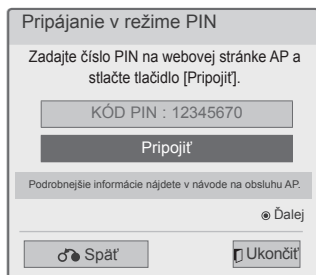 Pripájanie v režime PIN
Zadajte číslo PIN na webovej stránke AP a
stlačte tlačidlo [Pripojiť].
KÓD PIN : 12345670
Pripojiť
Podrobnejšie informácie nájdete v návode na obsluhu AP.
Ďalej
Späť
Ukončiť